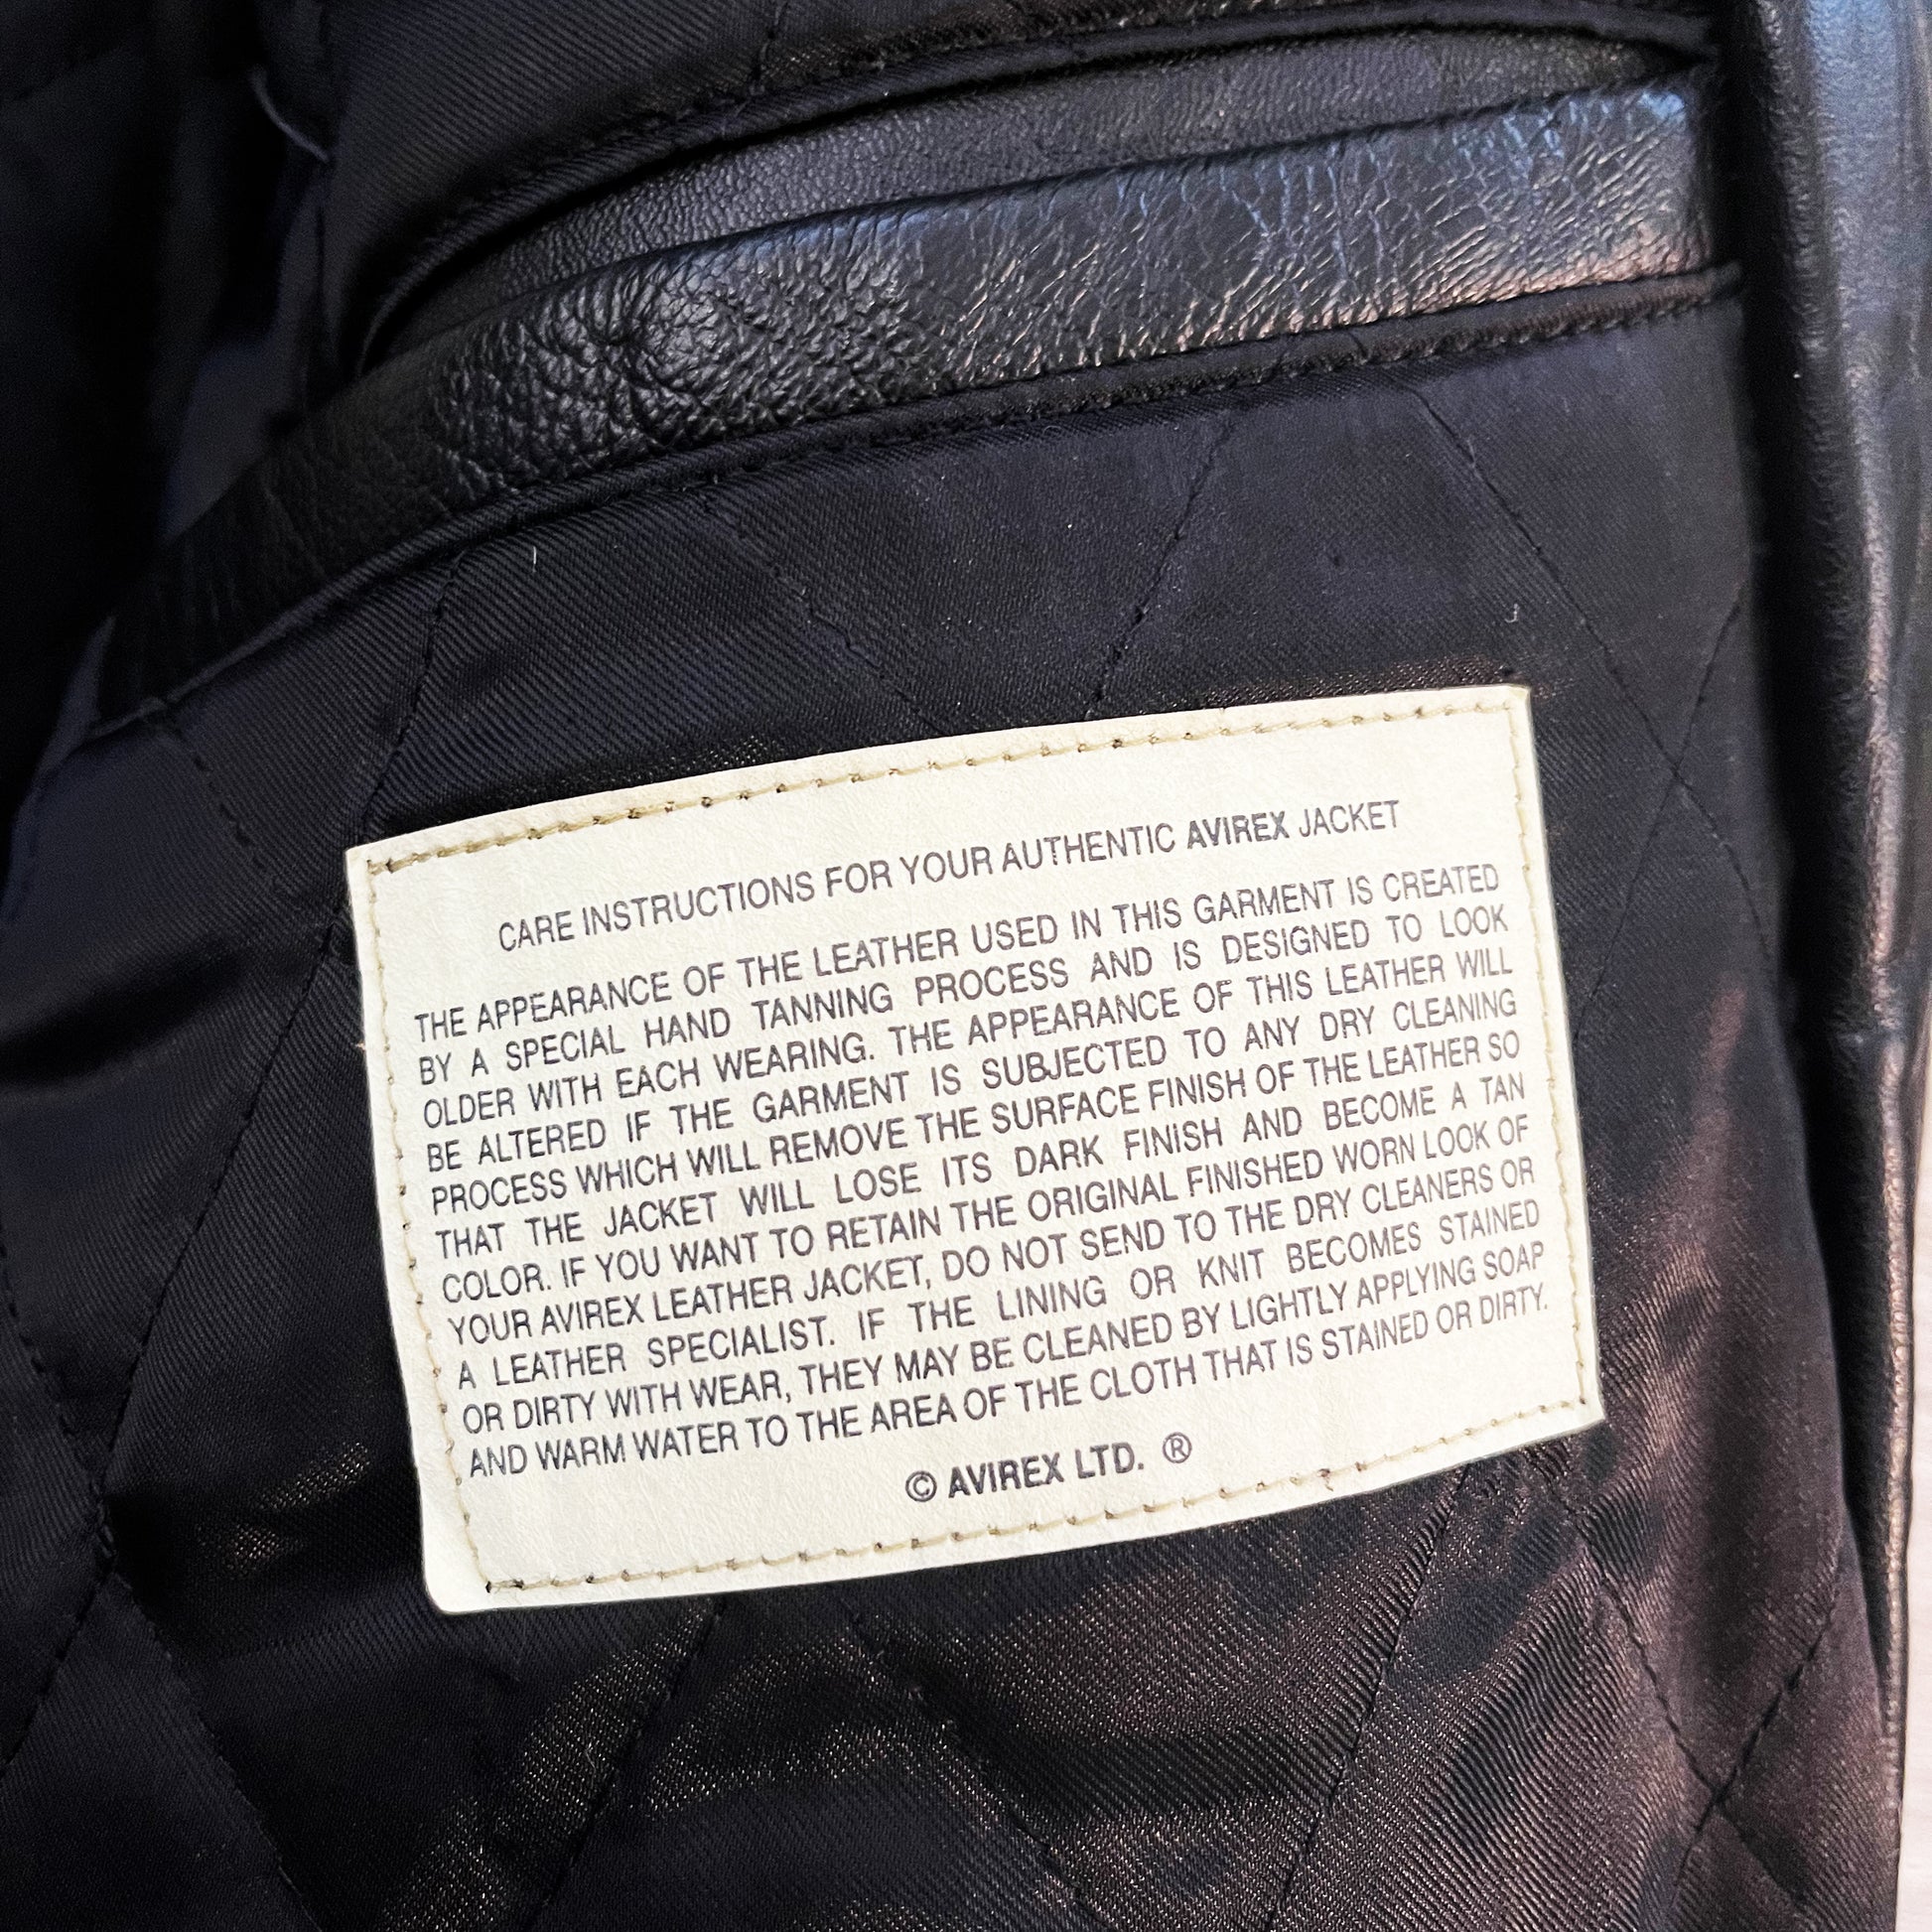 CARE INSTRUCTIONS FOR YOUR AUTHENTIC AVIREX JACKET
THE APPEARANCE OF THE LEATHER USED IN THIS GARMENT IS CREATED
BY A SPECIAL HAND TANNING PROCESS AND IS DESIGNED TO LOOK
OLDER WITH EACH WEARING. THE APPEARANCE OF THIS LEATHER WILL
BE ALTERED IF THE GARMENT IS SUBJECTED TO ANY DRY CLEANING
PROCESS WHICH WILL REMOVE THE SURFACE FINISH OF THE LEATHER SO
THAT THE JACKET WILL LOSE ITS DARK FINISH AND BECOME A TAN
COLOR. IF YOU WANT TO RETAIN THE ORIGINAL FINISHED WORN LOOK OF
YOUR AVIREX LEATHER JACKET, DO NOT SEND TO THE DRY CLEANERS OR
A LEATHER SPECIALIST. IF THE LINING OR KNIT BECOMES STAINED
OR DIRTY WITH WEAR, THEY MAY BE CLEANED BY LIGHTLY APPLYING SOAP
AND WARM WATER TO THE AREA OF THE CLOTH THAT IS STAINED OR DIRTY.
© AVIREX LTD. ®